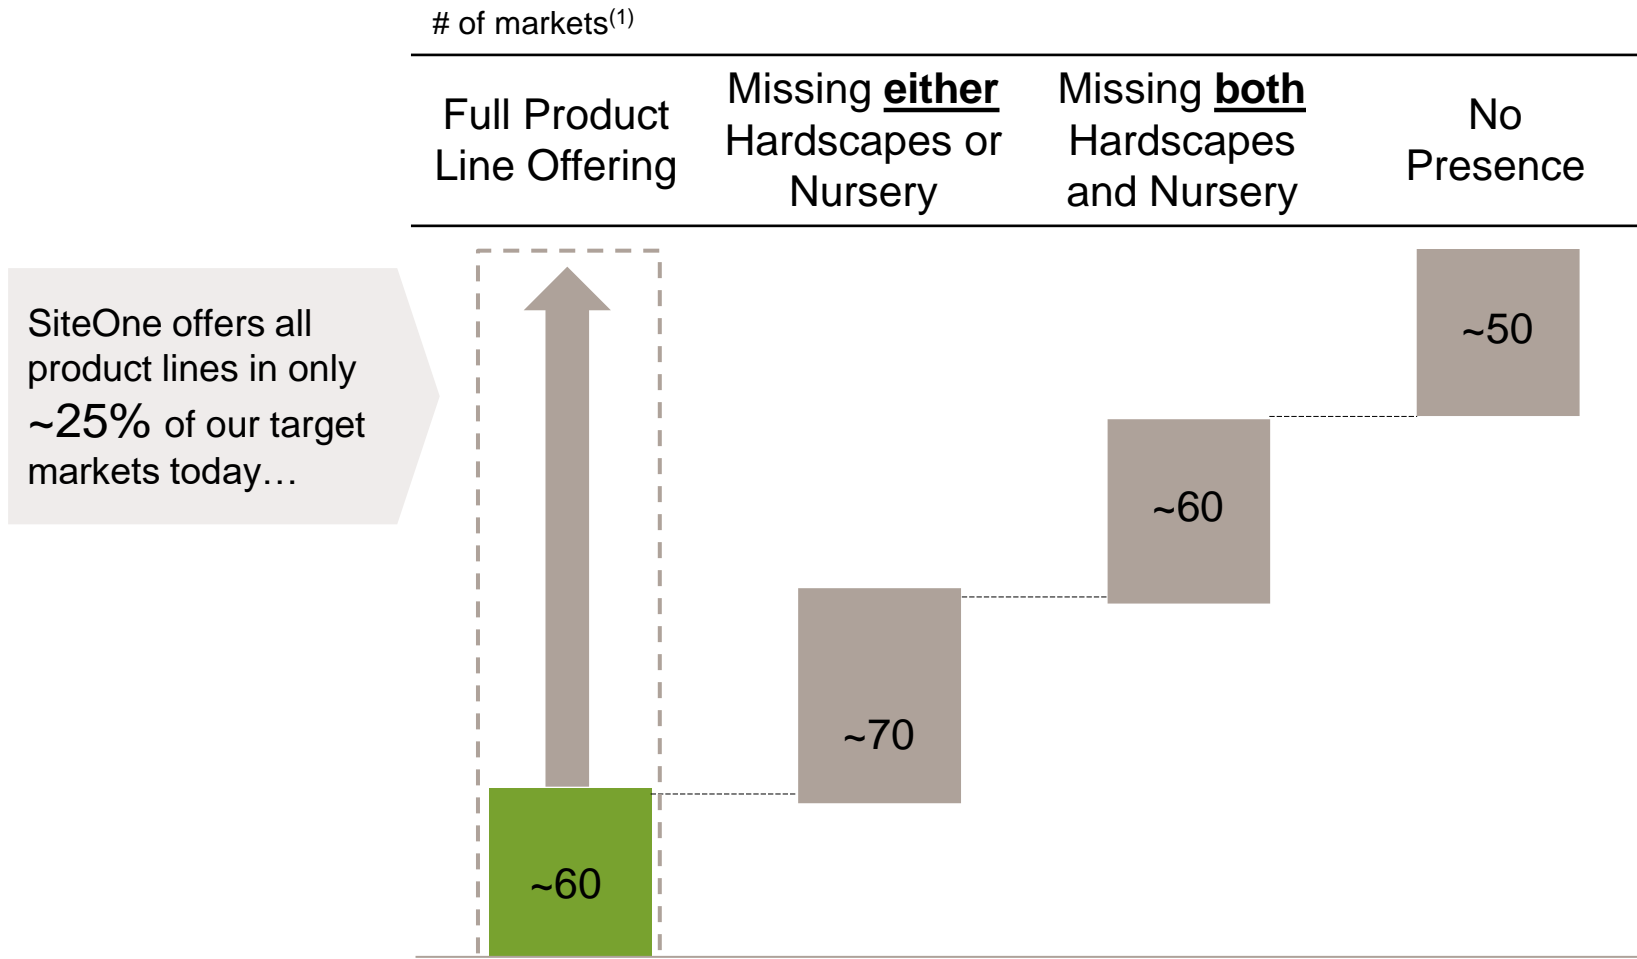 # of markets(1)
Full Product
Line Offering
Missing either
Hardscapes or
Nursery
Missing both
Hardscapes
and Nursery
No
Presence
SiteOne offers all
product lines in only
~25% of our target
markets today…
~60
~70
~60
~50